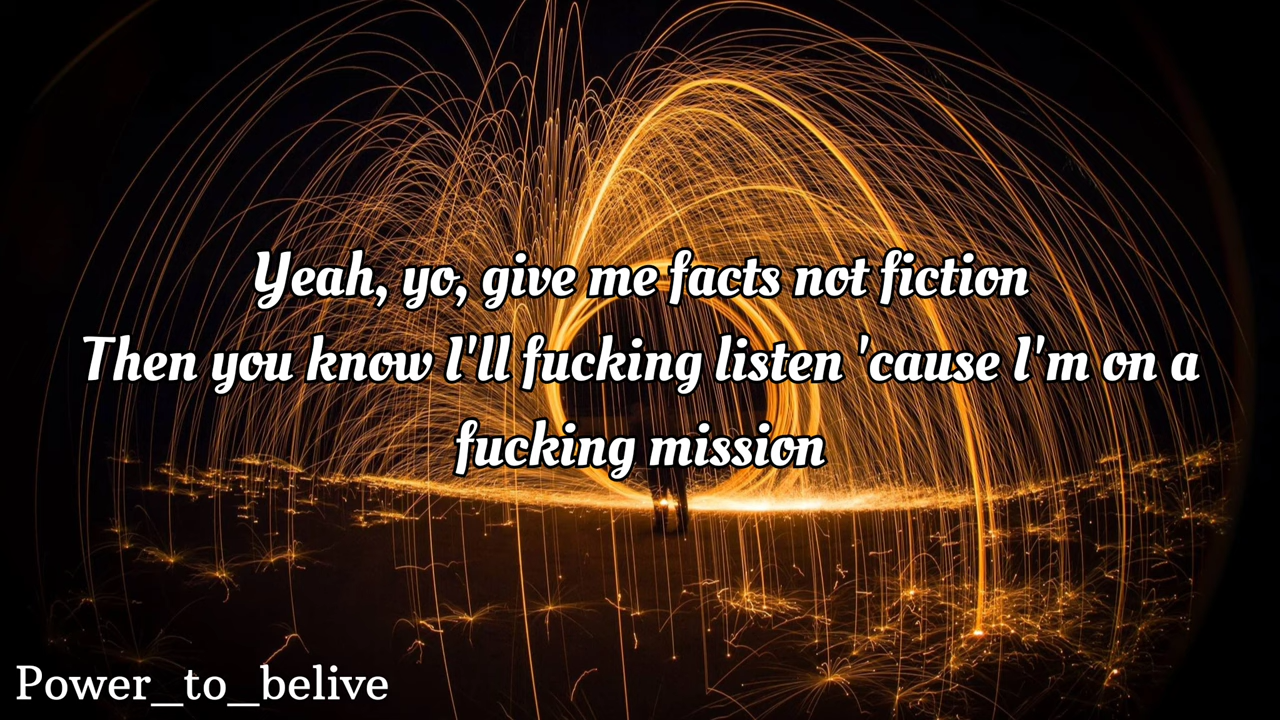 Yeah, yo, give me facts not fiction
Then you know I'll fucking listen 'cause I'm on a
fucking mission
Power_to_belive